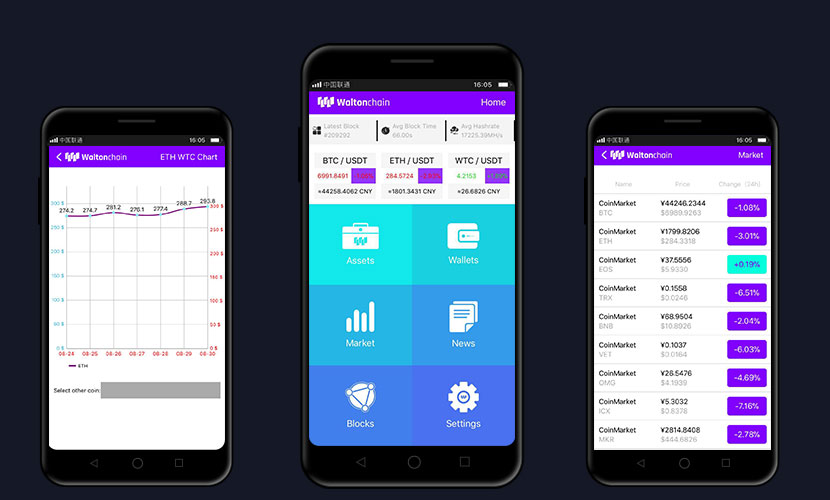 中国联通 16:05
Waltonchain ETH WTC Chart
274.2 274.7 281.2 276.1 277.4 288.7 293.8
300 $ 300 $
250 $ 250 $
200 $ 200 $
150 $ 150 $
100 $ 100 $
50 $ 50 $
0 $ 0 $
08-24 08-25 08-26 08-27 08-28 08-29 08-30
ETH
Select other coin:
中国联通 16:05
Waltonchain Home
Latest Block
#209292
Avg Block Time
66.00s
Avg Hashrate
17225.39MH/s
BTC / USDT ETH / USDT WTC / USDT
6991.6491 284.5724 4.2153
≈44258.4062 CNY ≈1801.3431 CNY ≈26.6826 CNY
Assets Wallets
Market News
Blocks Settings
中国联通 16:05
Waltonchain Market
Name Price Change (24h)
CoinMarket ¥44246.2344 -1.08%
BTC $6989.9263
CoinMarket ¥1799.8206 -3.01%
ETH $284.3318
CoinMarket ¥37.5556 +0.19%
EOS $5.9330
CoinMarket ¥0.1558 -6.51%
TRX $0.0246
CoinMarket ¥68.9504 -2.04%
BNB $10.8926
CoinMarket ¥0.1037 -6.03%
VET $0.0164
CoinMarket ¥26.5476 -4.69%
OMG $4.1939
CoinMarket ¥5.3032 -7.16%
ICX $0.8378
CoinMarket ¥2814.8408 -2.78%
MKR $444.6826